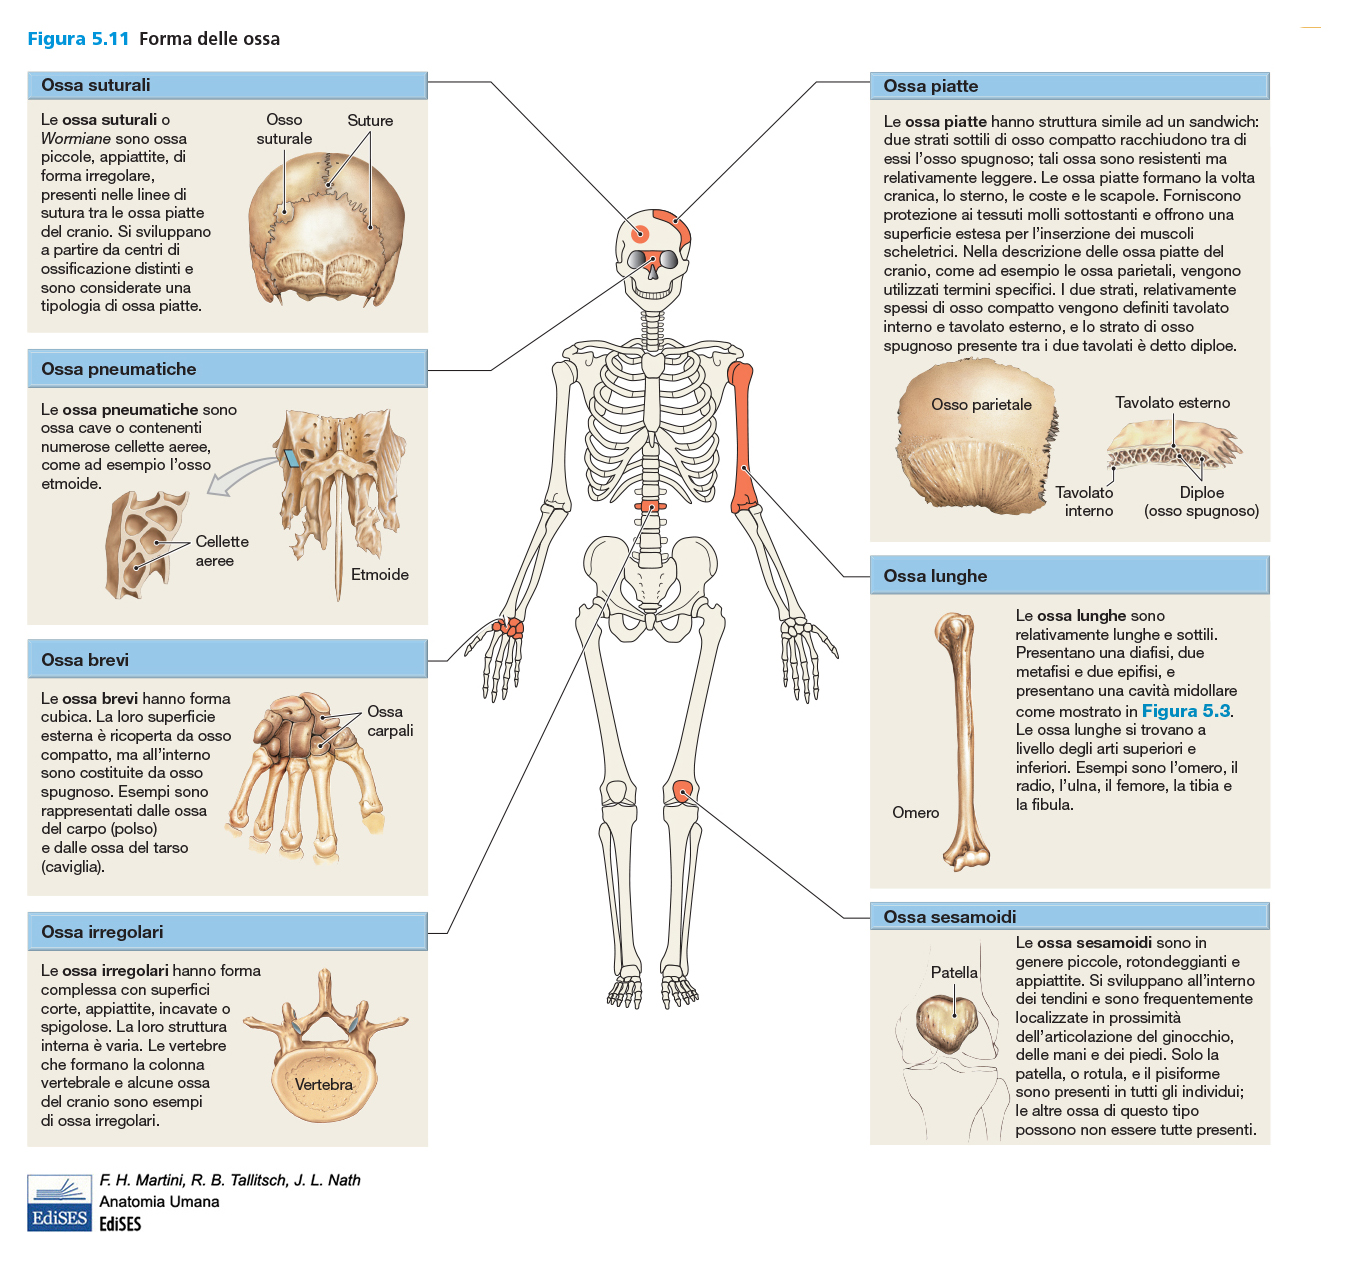 Figura 5.11 Forma delle ossa
Ossa suturali
Le ossa suturali o
Wormiane sono ossa
piccole, appiattite, di
forma irregolare,
presenti nelle linee di
sutura tra le ossa piatte
del cranio. Si sviluppano
a partire da centri di
ossificazione distinti e
sono considerate una
tipologia di ossa piatte.
Osso
suturale
Suture
Ossa pneumatiche
Le ossa pneumatiche sono
ossa cave o contenenti
numerose cellette aeree,
come ad esempio l'osso
etmoide.
Cellette
aeree
Etmoide
Ossa brevi
Le ossa brevi hanno forma
cubica. La loro superficie
esterna è ricoperta da osso
compatto, ma all'interno
sono costituite da osso
spugnoso. Esempi sono
rappresentati dalle ossa
del carpo (polso)
e dalle ossa del tarso
(caviglia).
Ossa
carpali
Ossa irregolari
Le ossa irregolari hanno forma
complessa con superfici
corte, appiattite, incavate o
spigolose. La loro struttura
interna è varia. Le vertebre
che formano la colonna
vertebrale e alcune ossa
del cranio sono esempi
di ossa irregolari.
Vertebra
Ossa piatte
Le ossa piatte hanno struttura simile ad un sandwich:
due strati sottili di osso compatto racchiudono tra di
essi l'osso spugnoso; tali ossa sono resistenti ma
relativamente leggere. Le ossa piatte formano la volta
cranica, lo sterno, le coste e le scapole. Forniscono
protezione ai tessuti molli sottostanti e offrono una
superficie estesa per l'inserzione dei muscoli
scheletrici. Nella descrizione delle ossa piatte del
cranio, come ad esempio le ossa parietali, vengono
utilizzati termini specifici. I due strati, relativamente
spessi di osso compatto vengono definiti tavolato
interno e tavolato esterno, e lo strato di osso
spugnoso presente tra i due tavolati è detto diploe.
Osso parietale
Tavolato esterno
Tavolato
interno
Diploe
(osso spugnoso)
Ossa lunghe
Le ossa lunghe sono
relativamente lunghe e sottili.
Presentano una diafisi, due
metafisi e due epifisi, e
presentano una cavità midollare
come mostrato in Figura 5.3.
Le ossa lunghe si trovano a
livello degli arti superiori e
inferiori. Esempi sono l'omero, il
radio, l'ulna, il femore, la tibia e
la fibula.
Omero
Ossa sesamoidi
Le ossa sesamoidi sono in
genere piccole, rotondeggianti e
appiattite. Si sviluppano all'interno
dei tendini e sono frequentemente
localizzate in prossimità
dell'articolazione del ginocchio,
delle mani e dei piedi. Solo la
patella, o rotula, e il pisiforme
sono presenti in tutti gli individui;
le altre ossa di questo tipo
possono non essere tutte presenti.
Patella
EdiSES
F. H. Martini, R. B. Tallitsch, J. L. Nath
Anatomia Umana
EdiSES